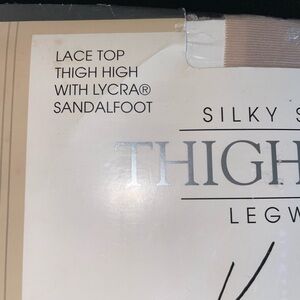 LACE TOP
THIGH HIGH
WITH LYCRA®
SANDALFOOT
SILKY S
THIGH
LEGW